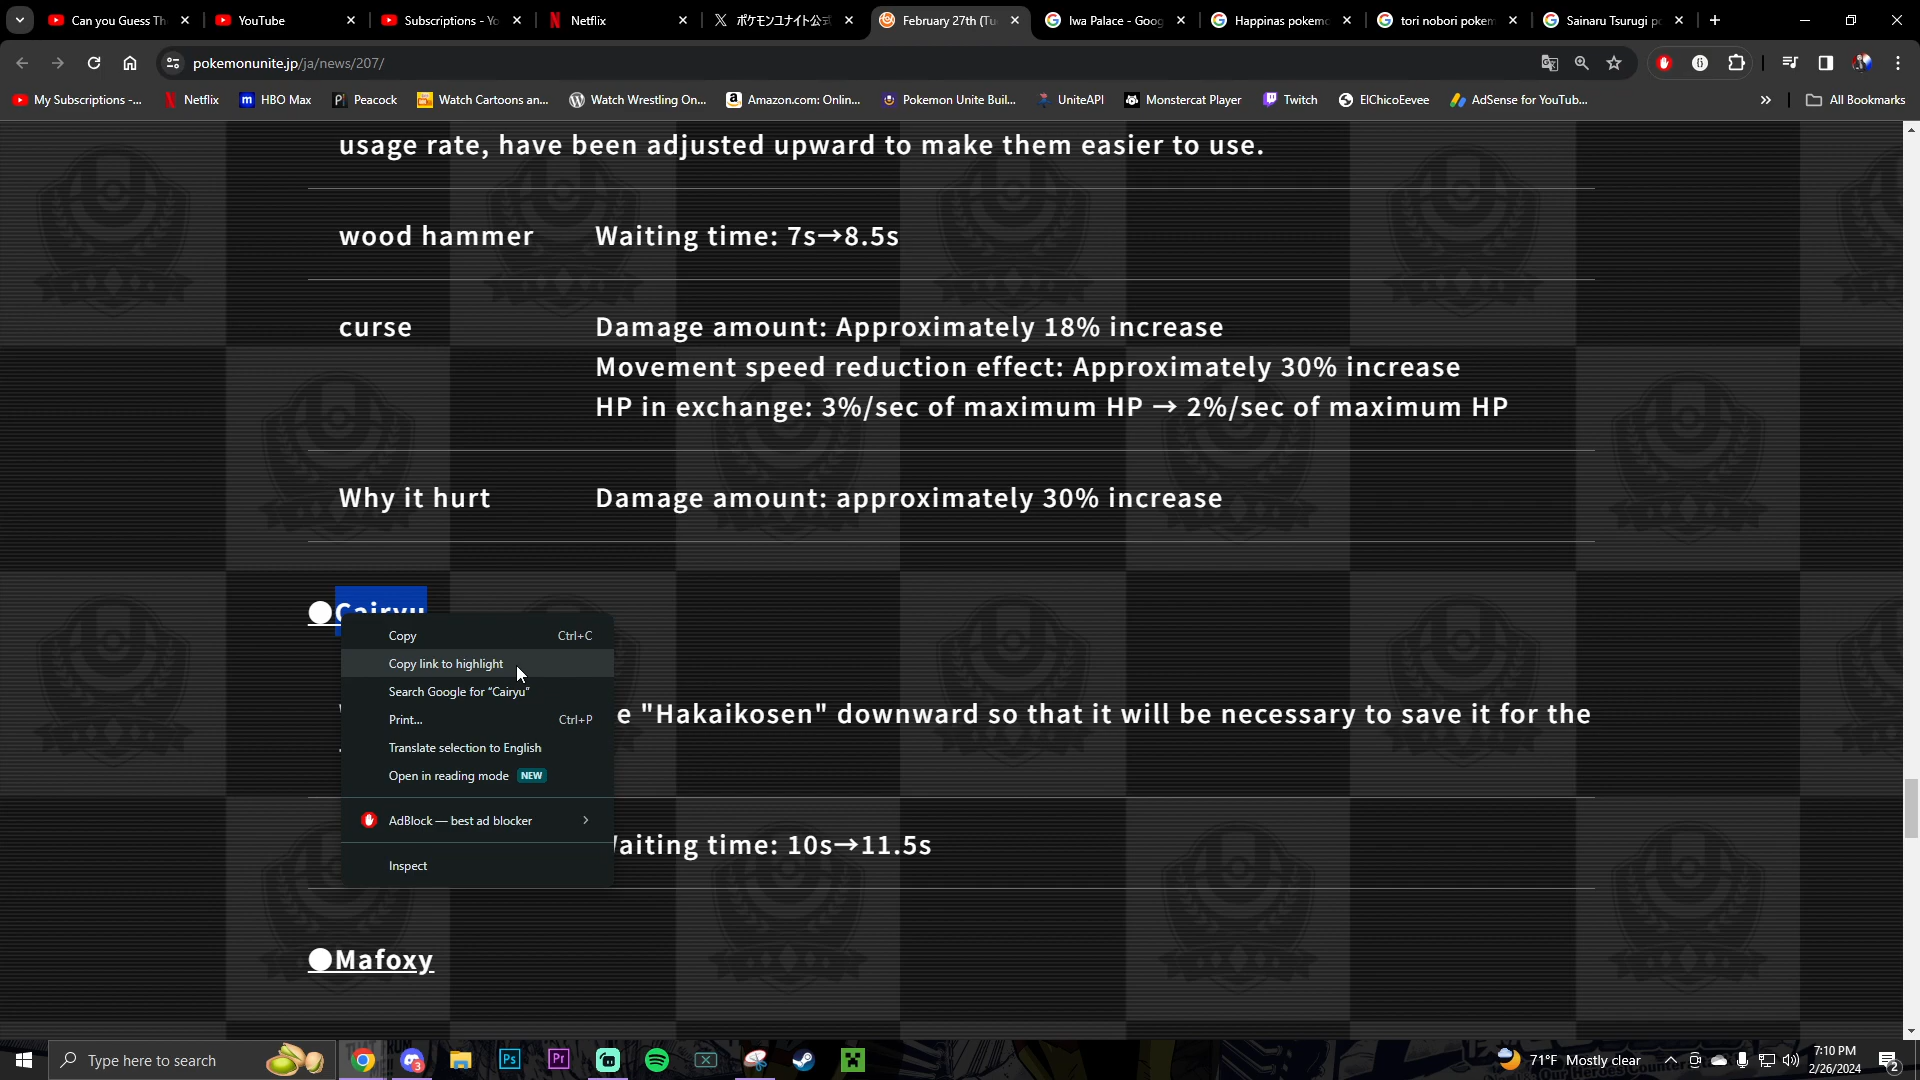 Can you Guess Th
YouTube
Subscriptions - Yo
Netflix
ポケモンユナイト公式
February 27th (Tu
Iwa Palace - Goog
Happinas pokemo
tori nobori pokem
Sainaru Tsurugi po
pokemonunite.jp/ja/news/207/
My Subscriptions -...
Netflix
HBO Max
Peacock
Watch Cartoons an...
Watch Wrestling On...
Amazon.com: Onlin...
Pokemon Unite Buil...
UniteAPI
Monstercat Player
Twitch
ElChicoEevee
AdSense for YouTub...
All Bookmarks
usage rate, have been adjusted upward to make them easier to use.
wood hammer Waiting time: 7s→8.5s
curse Damage amount: Approximately 18% increase
Movement speed reduction effect: Approximately 30% increase
HP in exchange: 3%/sec of maximum HP → 2%/sec of maximum HP
Why it hurt Damage amount: approximately 30% increase
●Cairyu
Copy Ctrl+C
Copy link to highlight
Search Google for "Cairyu"
Print... Ctrl+P
Translate selection to English
Open in reading mode NEW
AdBlock — best ad blocker
Inspect
e "Hakaikosen" downward so that it will be necessary to save it for the
aiting time: 10s→11.5s
●Mafoxy
Type here to search
71°F Mostly clear
7:10 PM
2/26/2024